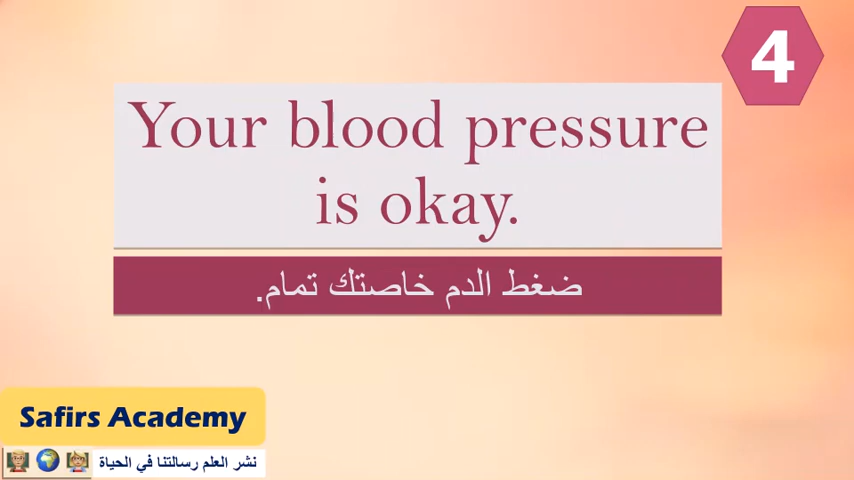 4
Your blood pressure
is okay.
ضغط الدم خاصتك تمام.
Safirs Academy
نشر العلم رسالتنا في الحياة